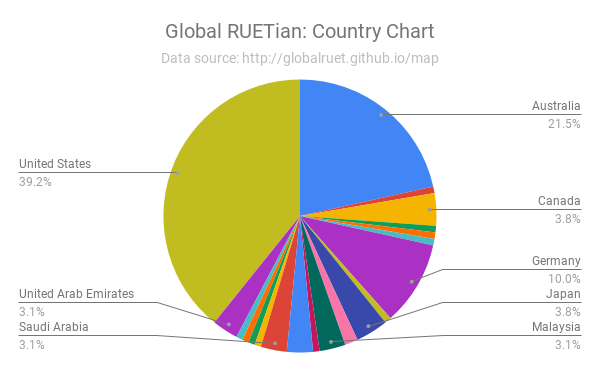 Global RUETian: Country Chart
Data source: http://globalruet.github.io/map
Australia
21.5%
United States
39.2%
Canada
3.8%
Germany
10.0%
United Arab Emirates
3.1%
Japan
3.8%
Saudi Arabia
3.1%
Malaysia
3.1%